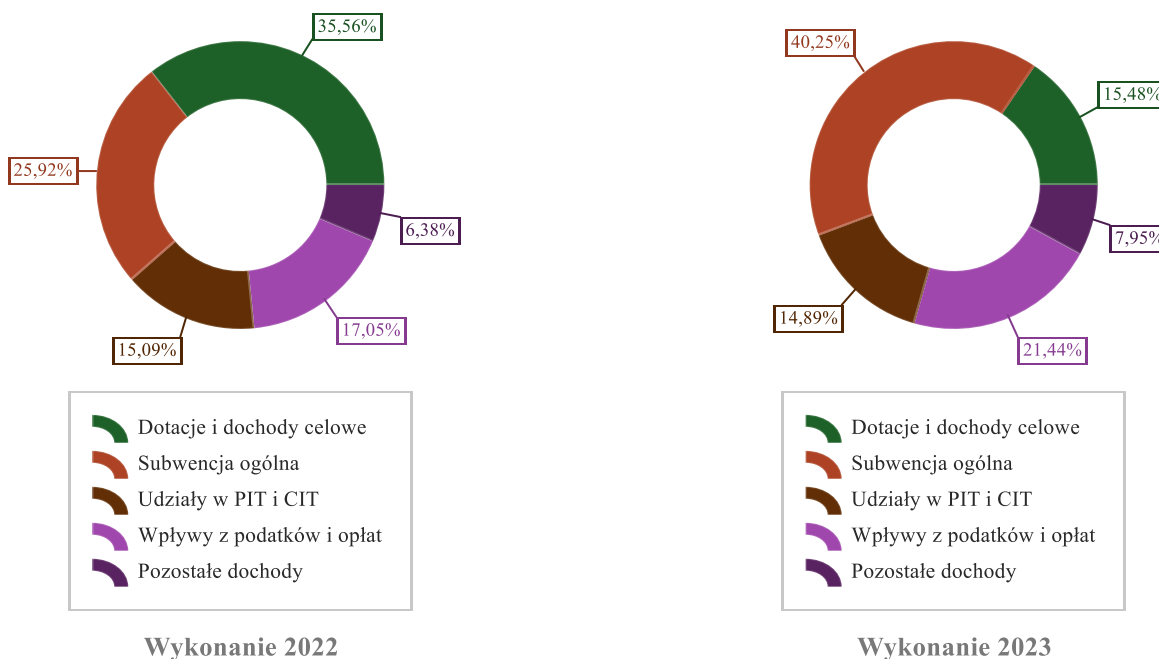 35,56%
25,92%
6,38%
17,05%
15,09%
Dotacje i dochody celowe
Subwencja ogólna
Udziały w PIT i CIT
Wpływy z podatków i opłat
Pozostałe dochody
Wykonanie 2022
40,25%
15,48%
7,95%
14,89%
21,44%
Dotacje i dochody celowe
Subwencja ogólna
Udziały w PIT i CIT
Wpływy z podatków i opłat
Pozostałe dochody
Wykonanie 2023